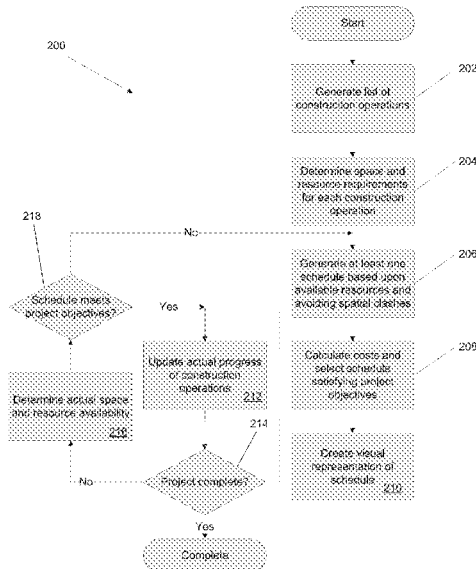 Start
200
202
Generate list of
construction operations
204
Determine space and
resource requirements
for each construction
operation
218
No
206
Generate at least one
schedule based upon
available resources and
avoiding spatial clashes
Schedule meets
project objectives?
Yes
Update actual progress
of construction
operations
212
208
Calculate costs and
select schedule
satisfying project
objectives
Determine actual space
and resource availability
216
214
Project complete?
No
Create visual
representation of
schedule
210
Yes
Complete